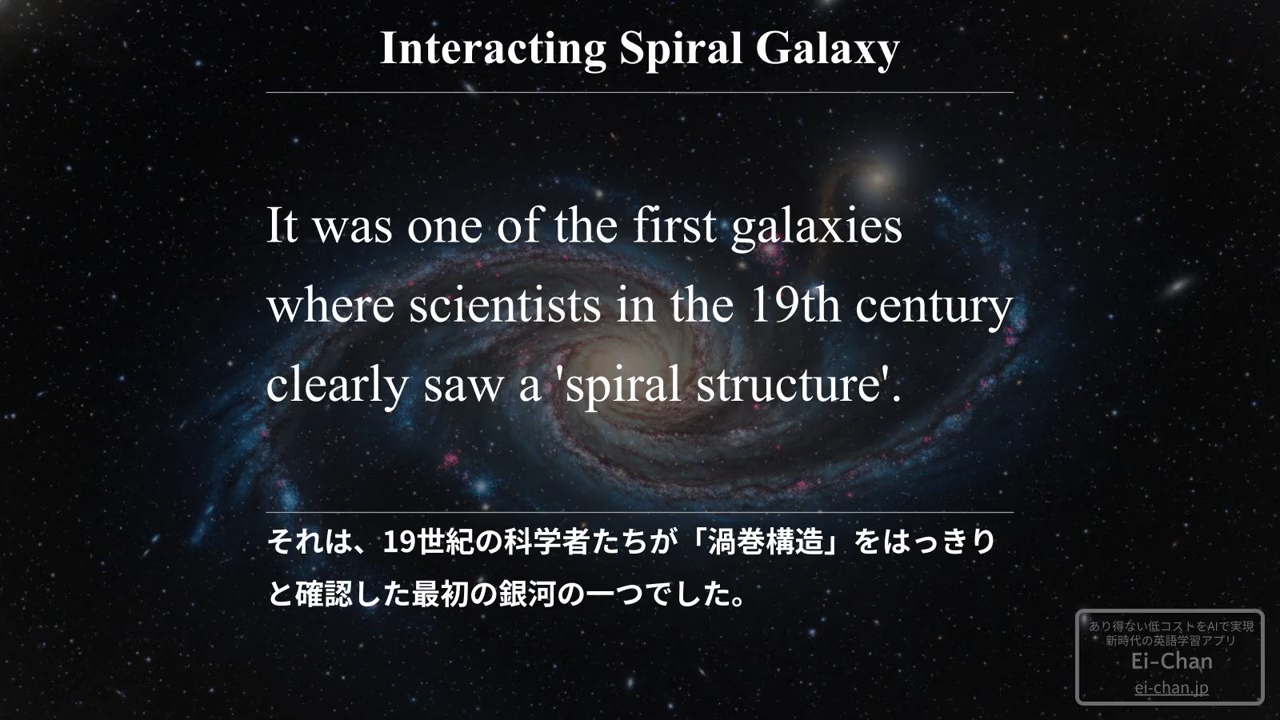 Interacting Spiral Galaxy
It was one of the first galaxies
where scientists in the 19th century
clearly saw a 'spiral structure'.
それは、19世紀の科学者たちが「渦巻構造」をはっきり
と確認した最初の銀河の一つでした。
あり得ない低コストをAIで実現
新時代の英語学習アプリ
Ei-Chan
ei-chan.jp